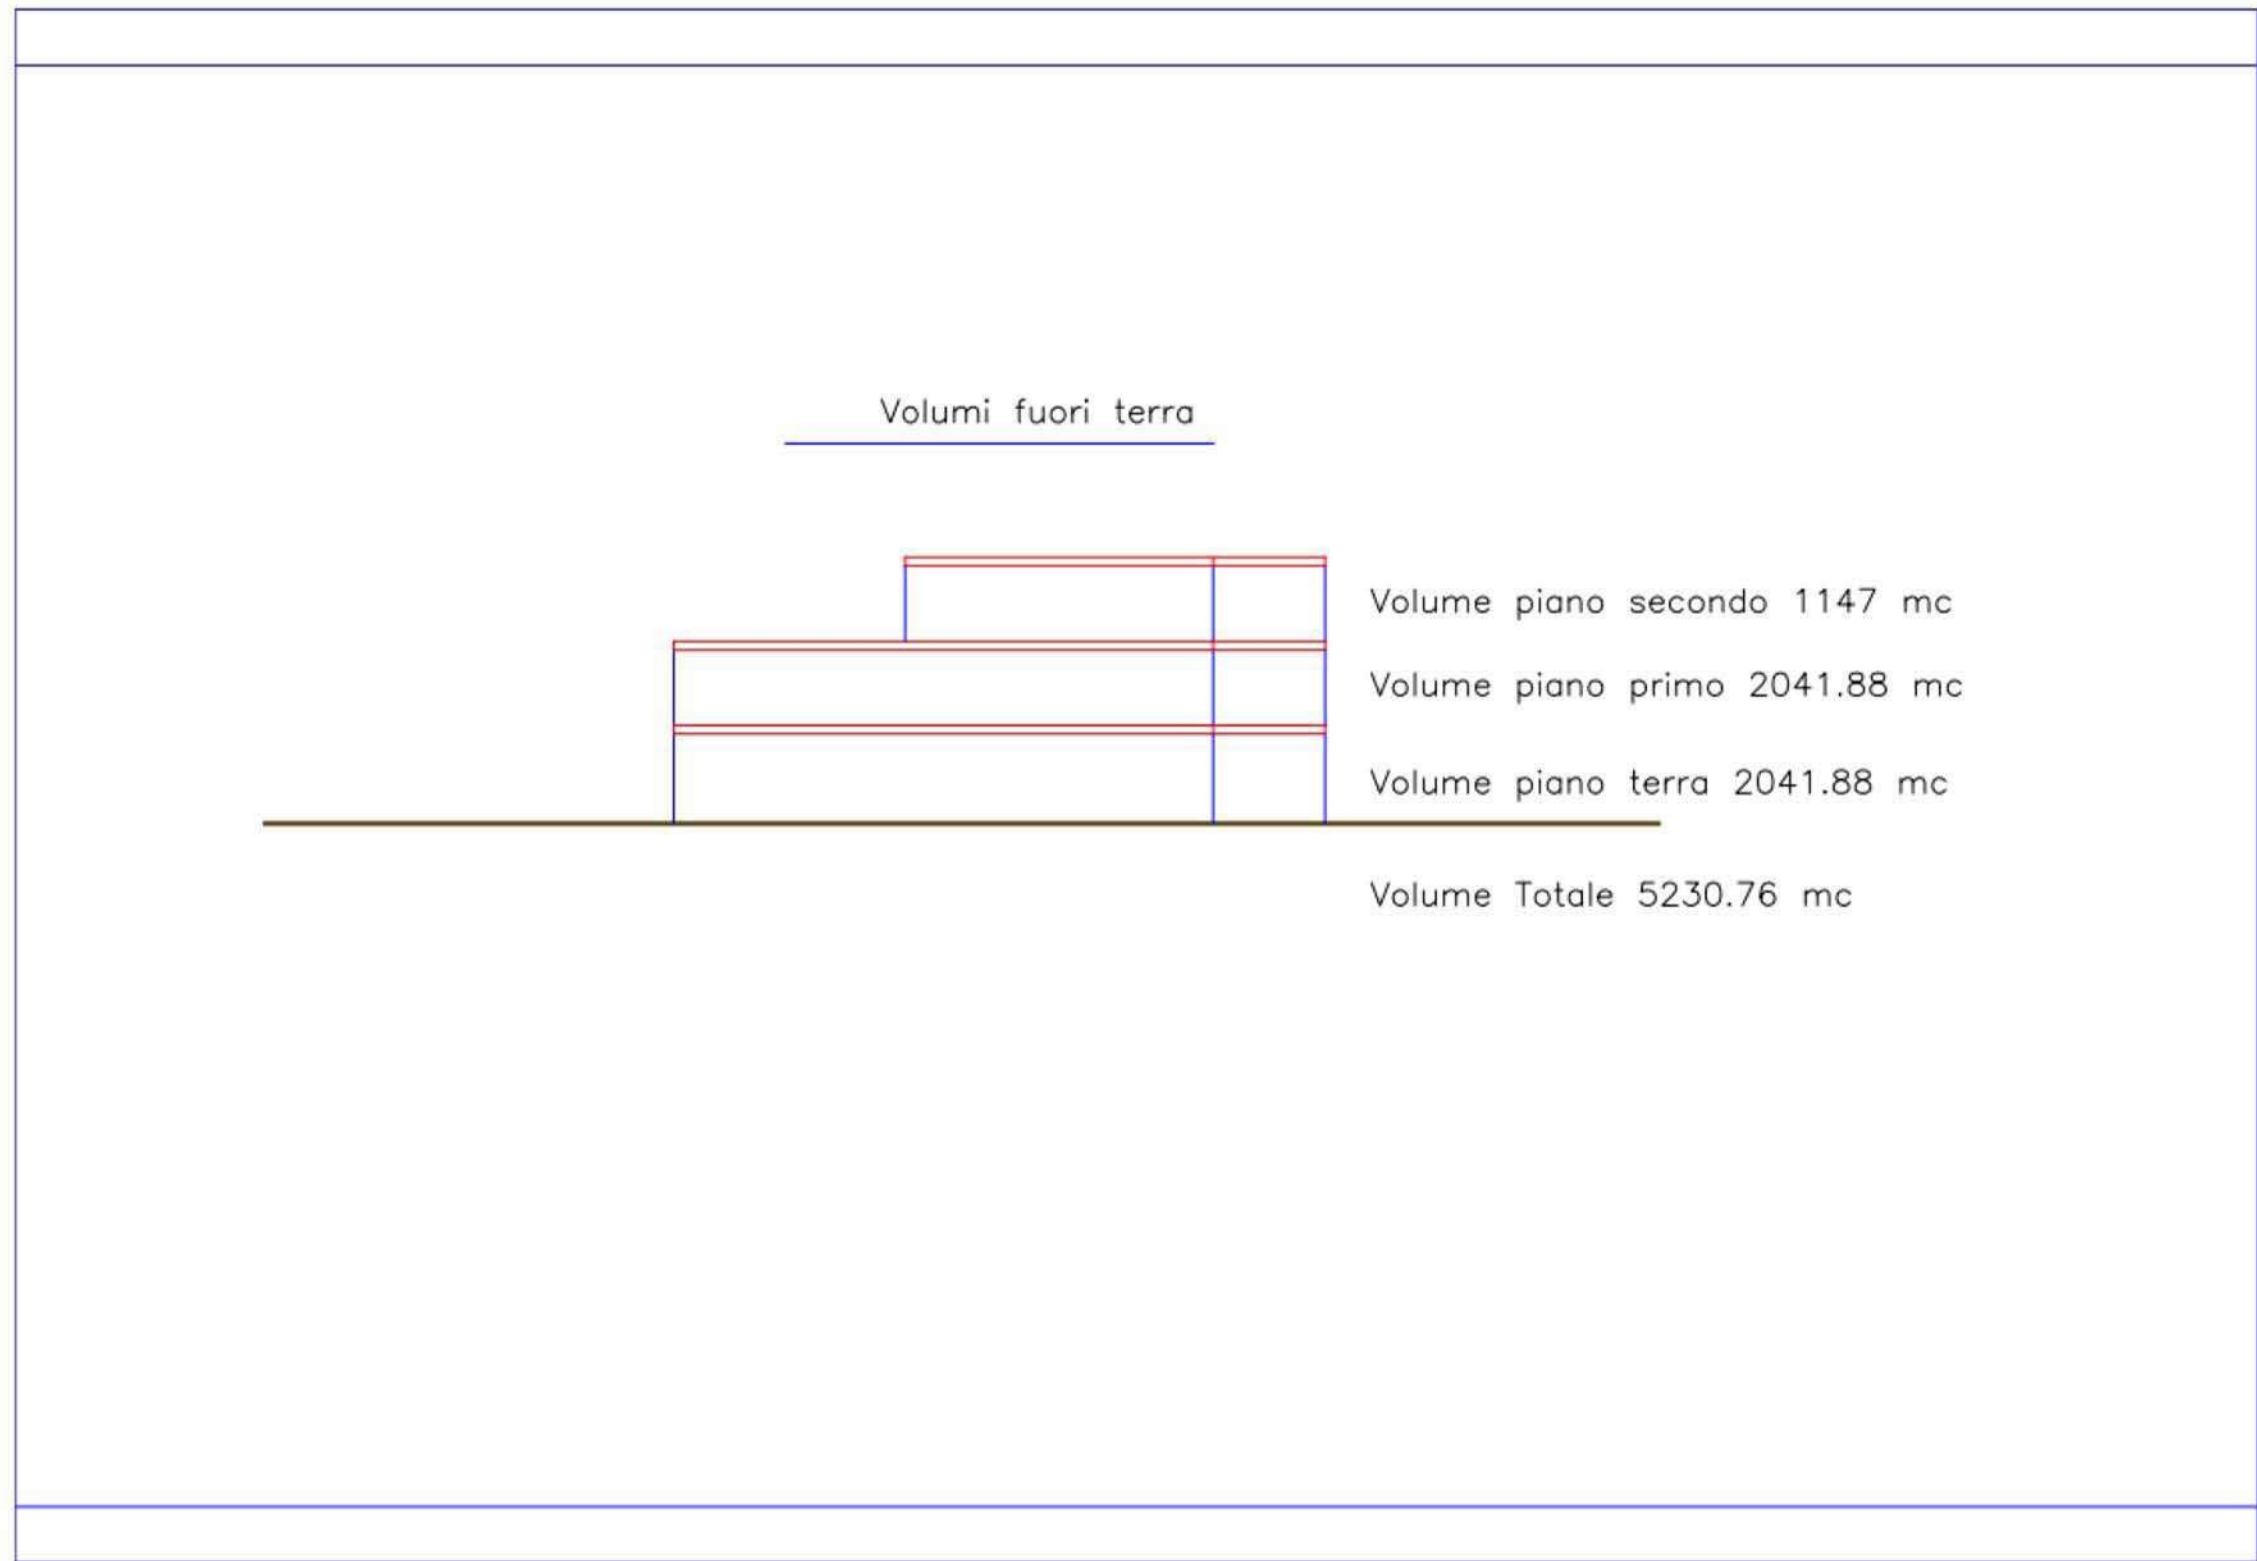 Volumi fuori terra
Volume piano secondo 1147 mc
Volume piano primo 2041.88 mc
Volume piano terra 2041.88 mc
Volume Totale 5230.76 mc